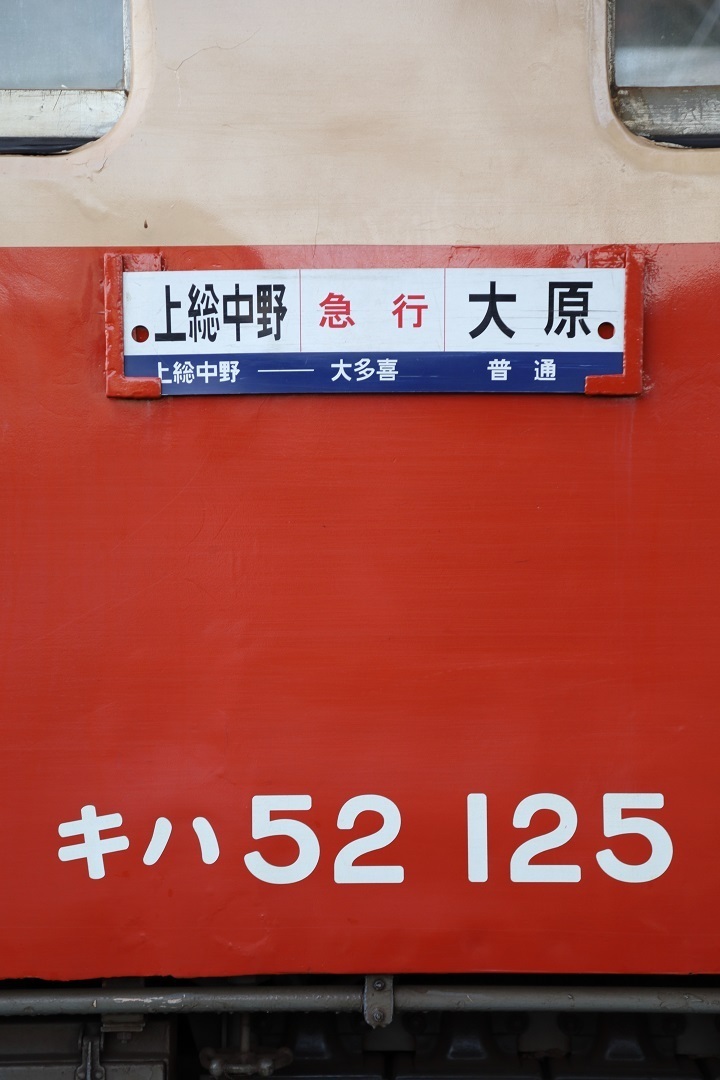 上総中野 急行 大原
上総中野 ── 大多喜 普通
キハ52 125